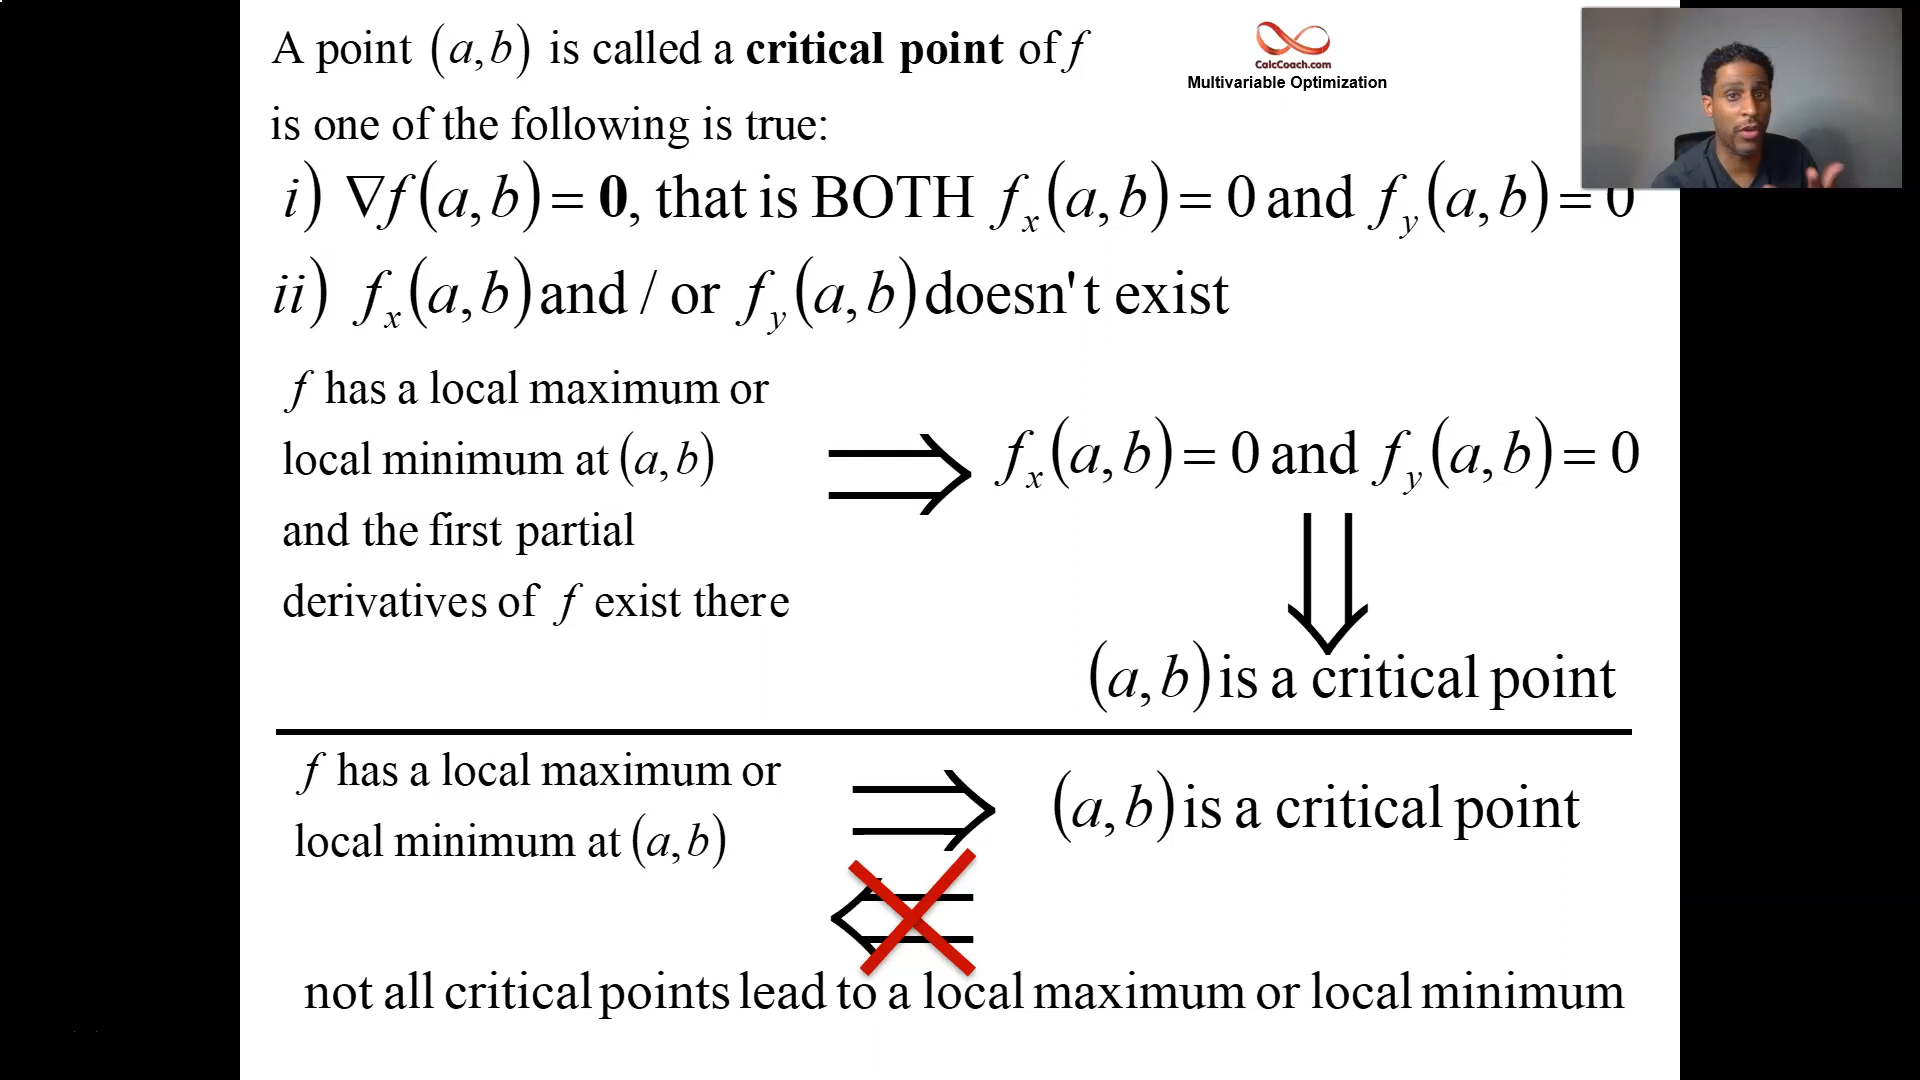 A point (a,b) is called a critical point of f
CalcCoach.com
Multivariable Optimization
is one of the following is true:
i) ∇f(a,b)= 0, that is BOTH f_x(a,b)= 0 and f_y(a,b)= 0
ii) f_x(a,b) and / or f_y(a,b) doesn't exist
f has a local maximum or
local minimum at (a,b)
and the first partial
derivatives of f exist there
⇒ f_x(a,b)= 0 and f_y(a,b)= 0
⇓
(a,b) is a critical point
f has a local maximum or
local minimum at (a,b)
⇒ (a,b) is a critical point
⇐
not all critical points lead to a local maximum or local minimum